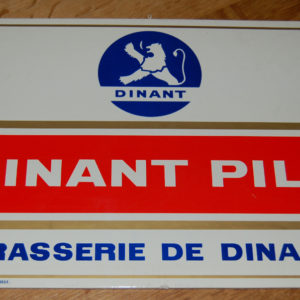 DINANT
INANT PIL
RASSERIE DE DINA